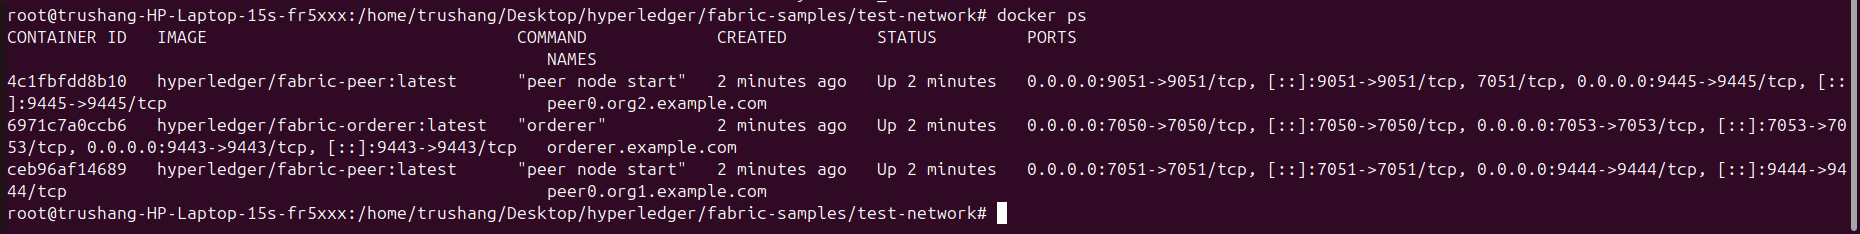 root@trushang-HP-Laptop-15s-fr5xxx:/home/trushang/Desktop/hyperledger/fabric-samples/test-network# docker ps
CONTAINER ID   IMAGE                               COMMAND             CREATED         STATUS         PORTS
                                                      NAMES
4c1fbfdd8b10   hyperledger/fabric-peer:latest      "peer node start"   2 minutes ago   Up 2 minutes   0.0.0.0:9051->9051/tcp, [::]:9051->9051/tcp, 7051/tcp, 0.0.0.0:9445->9445/tcp, [::
]:9445->9445/tcp                                      peer0.org2.example.com
6971c7a0ccb6   hyperledger/fabric-orderer:latest   "orderer"           2 minutes ago   Up 2 minutes   0.0.0.0:7050->7050/tcp, [::]:7050->7050/tcp, 0.0.0.0:7053->7053/tcp, [::]:7053->70
53/tcp, 0.0.0.0:9443->9443/tcp, [::]:9443->9443/tcp   orderer.example.com
ceb96af14689   hyperledger/fabric-peer:latest      "peer node start"   2 minutes ago   Up 2 minutes   0.0.0.0:7051->7051/tcp, [::]:7051->7051/tcp, 0.0.0.0:9444->9444/tcp, [::]:9444->94
44/tcp                                                peer0.org1.example.com
root@trushang-HP-Laptop-15s-fr5xxx:/home/trushang/Desktop/hyperledger/fabric-samples/test-network#